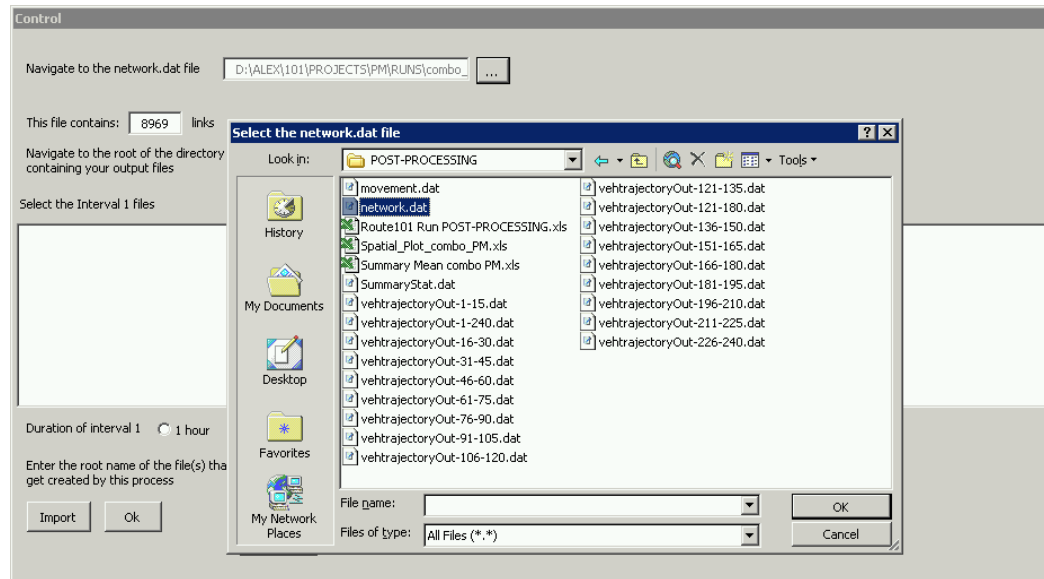 Control
Navigate to the network.dat file
D:\ALEX\101\PROJECTS\PM\RUNS\combo_
...
This file contains: 8969 links
Navigate to the root of the directory
containing your output files
Select the Interval 1 files
Duration of interval 1 1 hour
Enter the root name of the file(s) tha
get created by this process
Import Ok
Select the network.dat file
Look in: POST-PROCESSING Tools
History
My Documents
Desktop
Favorites
My Network
Places
movement.dat
network.dat
Route101 Run POST-PROCESSING.xls
Spatial_Plot_combo_PM.xls
Summary Mean combo PM.xls
SummaryStat.dat
vehtrajectoryOut-1-15.dat
vehtrajectoryOut-1-240.dat
vehtrajectoryOut-16-30.dat
vehtrajectoryOut-31-45.dat
vehtrajectoryOut-46-60.dat
vehtrajectoryOut-61-75.dat
vehtrajectoryOut-76-90.dat
vehtrajectoryOut-91-105.dat
vehtrajectoryOut-106-120.dat
vehtrajectoryOut-121-135.dat
vehtrajectoryOut-121-180.dat
vehtrajectoryOut-136-150.dat
vehtrajectoryOut-151-165.dat
vehtrajectoryOut-166-180.dat
vehtrajectoryOut-181-195.dat
vehtrajectoryOut-196-210.dat
vehtrajectoryOut-211-225.dat
vehtrajectoryOut-226-240.dat
File name:
OK
Files of type: All Files (*.*)
Cancel